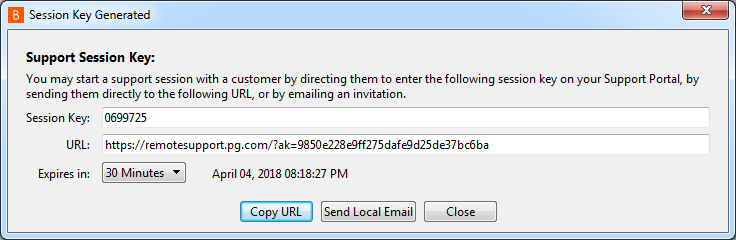 B Session Key Generated
Support Session Key:
You may start a support session with a customer by directing them to enter the following session key on your Support Portal, by
sending them directly to the following URL, or by emailing an invitation.
Session Key: 0699725
URL: https://remotesupport.pg.com/?ak=9850e228e9ff275dafe9d25de37bc6ba
Expires in: 30 Minutes April 04, 2018 08:18:27 PM
Copy URL Send Local Email Close